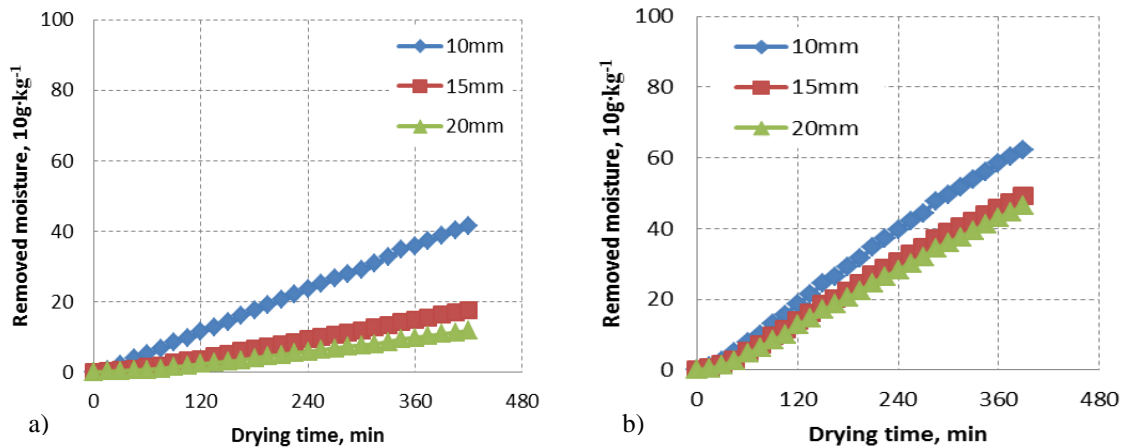 Removed moisture, 10g·kg⁻¹
100
80
60
40
20
0
10mm
15mm
20mm
0 120 240 360 480
a)
Drying time, min
Removed moisture, 10g·kg⁻¹
100
80
60
40
20
0
10mm
15mm
20mm
0 120 240 360 480
b)
Drying time, min